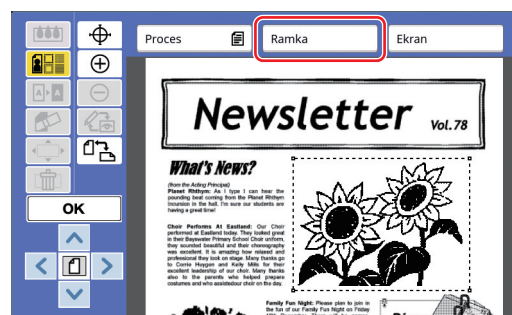 Proces
Ramka
Ekran
A A
OK
Newsletter Vol. 78
What's News?
(from the Acting Principa)
Planet Rhthym: As I type I can hear the
pounding beat coming from the Planet Rhthym
incursion in the hall. I'm sure our students are
having a great time!
Choir Performs At Eastland: Our Choir
performed at Eastland today. They looked great
in their Bayswater Primary School Choir unifrom,
they sounded beautiful and their choreography
was excellent. It is amazing how relaxed and
professional they look on stage. Many thanks go
to Corrie Huygen and Kelly Mills for their
excellent leadership of our choir. Many thanks
also to the parents who helped prepare
costumes and who assistedour choir on the day.
Family Fun Night: Please plan to join in
the fun of our Family Fun Night on Friday